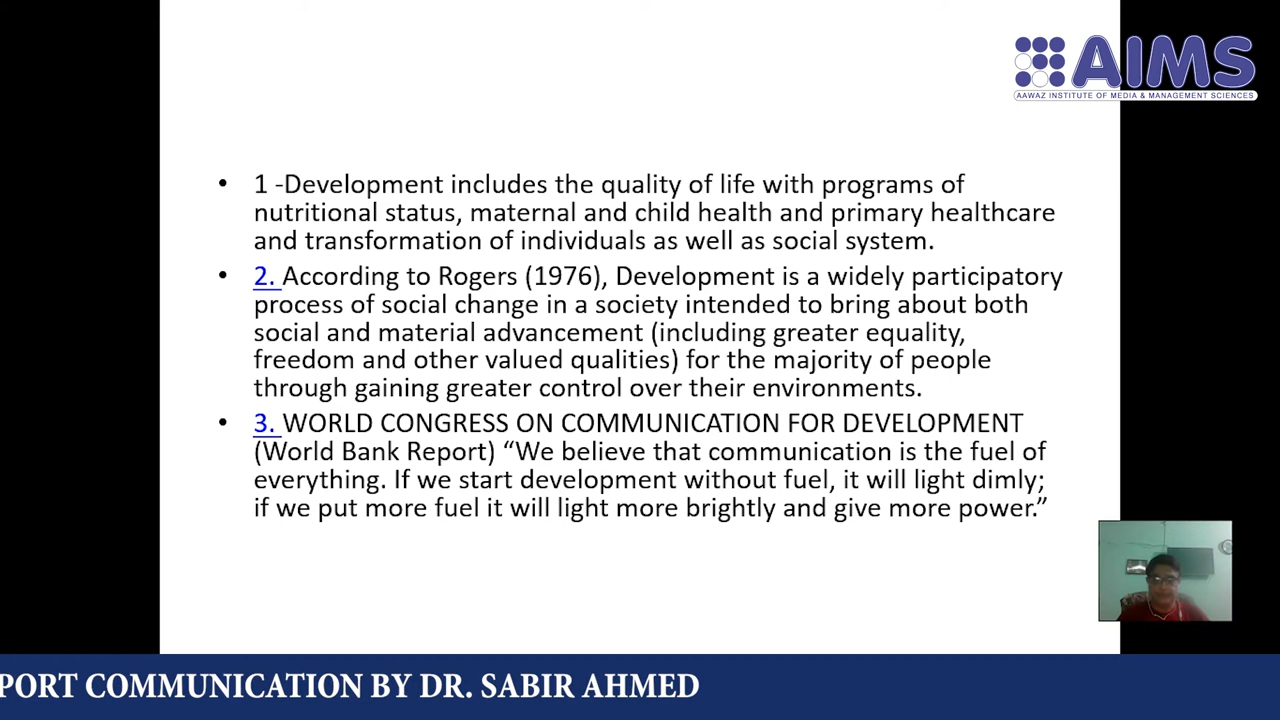 AIMS
AAWAZ INSTITUTE OF MEDIA & MANAGEMENT SCIENCES
• 1 -Development includes the quality of life with programs of
nutritional status, maternal and child health and primary healthcare
and transformation of individuals as well as social system.
• 2. According to Rogers (1976), Development is a widely participatory
process of social change in a society intended to bring about both
social and material advancement (including greater equality,
freedom and other valued qualities) for the majority of people
through gaining greater control over their environments.
• 3. WORLD CONGRESS ON COMMUNICATION FOR DEVELOPMENT
(World Bank Report) “We believe that communication is the fuel of
everything. If we start development without fuel, it will light dimly;
if we put more fuel it will light more brightly and give more power.”
PORT COMMUNICATION BY DR. SABIR AHMED